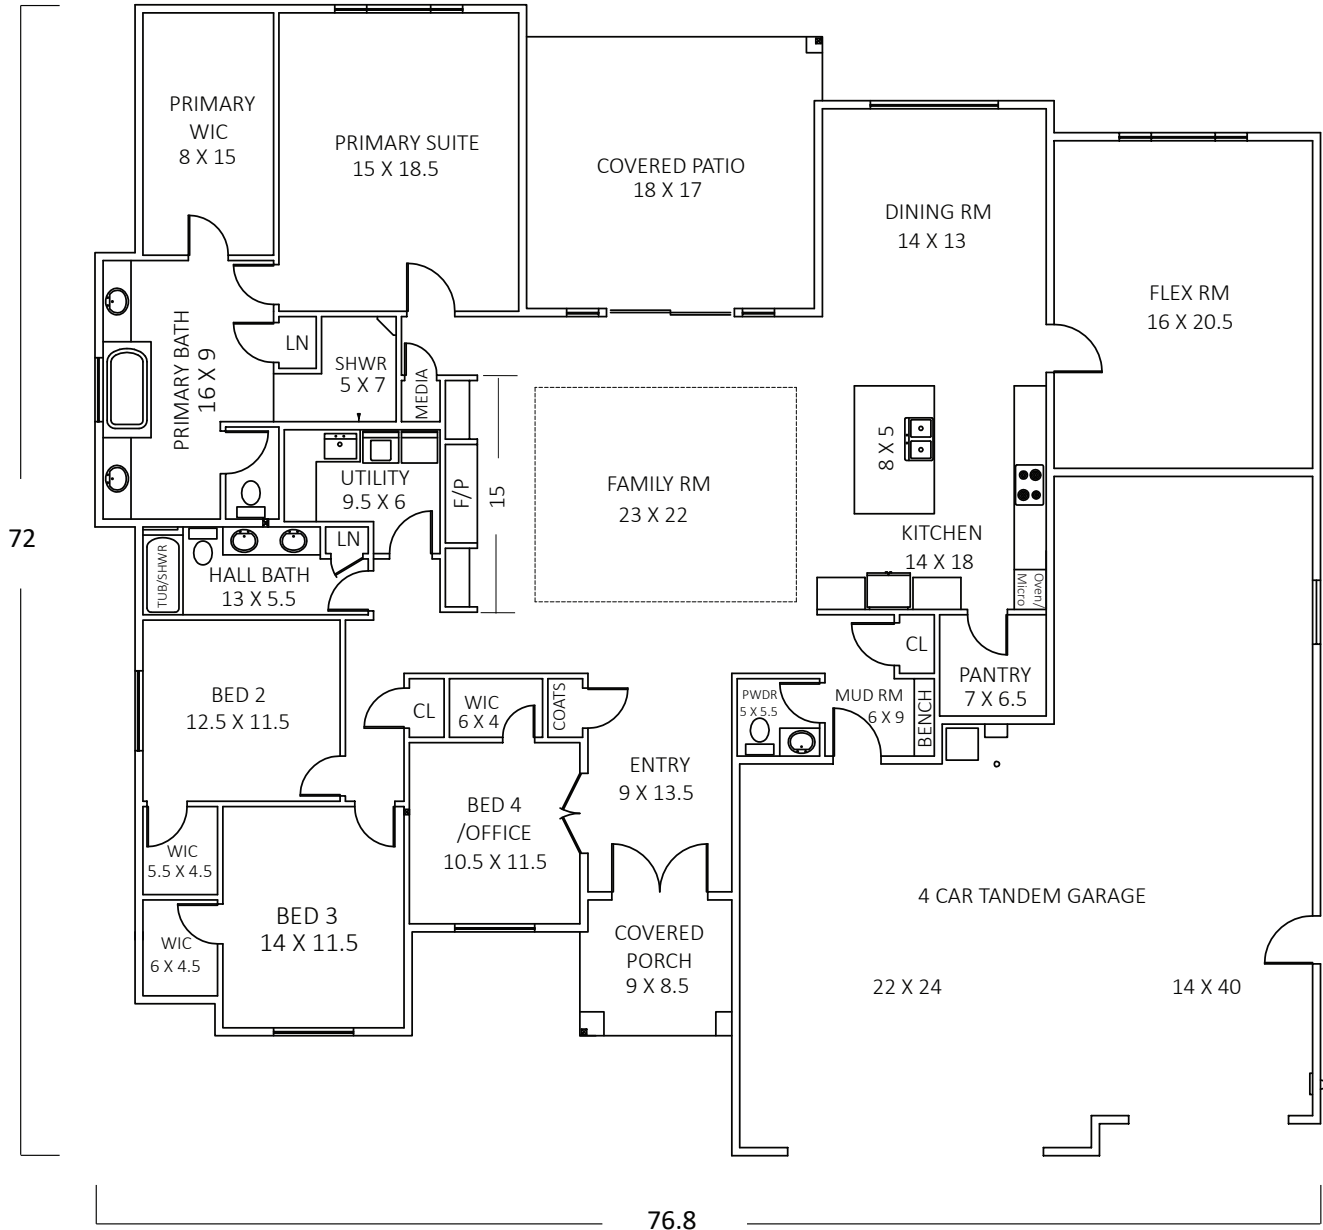 PRIMARY
WIC
8 X 15
PRIMARY SUITE
15 X 18.5
COVERED PATIO
18 X 17
DINING RM
14 X 13
FLEX RM
16 X 20.5
PRIMARY BATH
16 X 9
LN
SHWR
5 X 7
MEDIA
UTILITY
9.5 X 6
F/P
15
FAMILY RM
23 X 22
8 X 5
KITCHEN
14 X 18
Oven/
Micro
72
TUB/SHWR
HALL BATH
13 X 5.5
LN
CL
PANTRY
7 X 6.5
BED 2
12.5 X 11.5
CL
WIC
6 X 4
COATS
PWDR
5 X 5.5
MUD RM
6 X 9
BENCH
ENTRY
9 X 13.5
BED 4
/OFFICE
10.5 X 11.5
WIC
5.5 X 4.5
BED 3
14 X 11.5
WIC
6 X 4.5
COVERED
PORCH
9 X 8.5
4 CAR TANDEM GARAGE
22 X 24
14 X 40
76.8